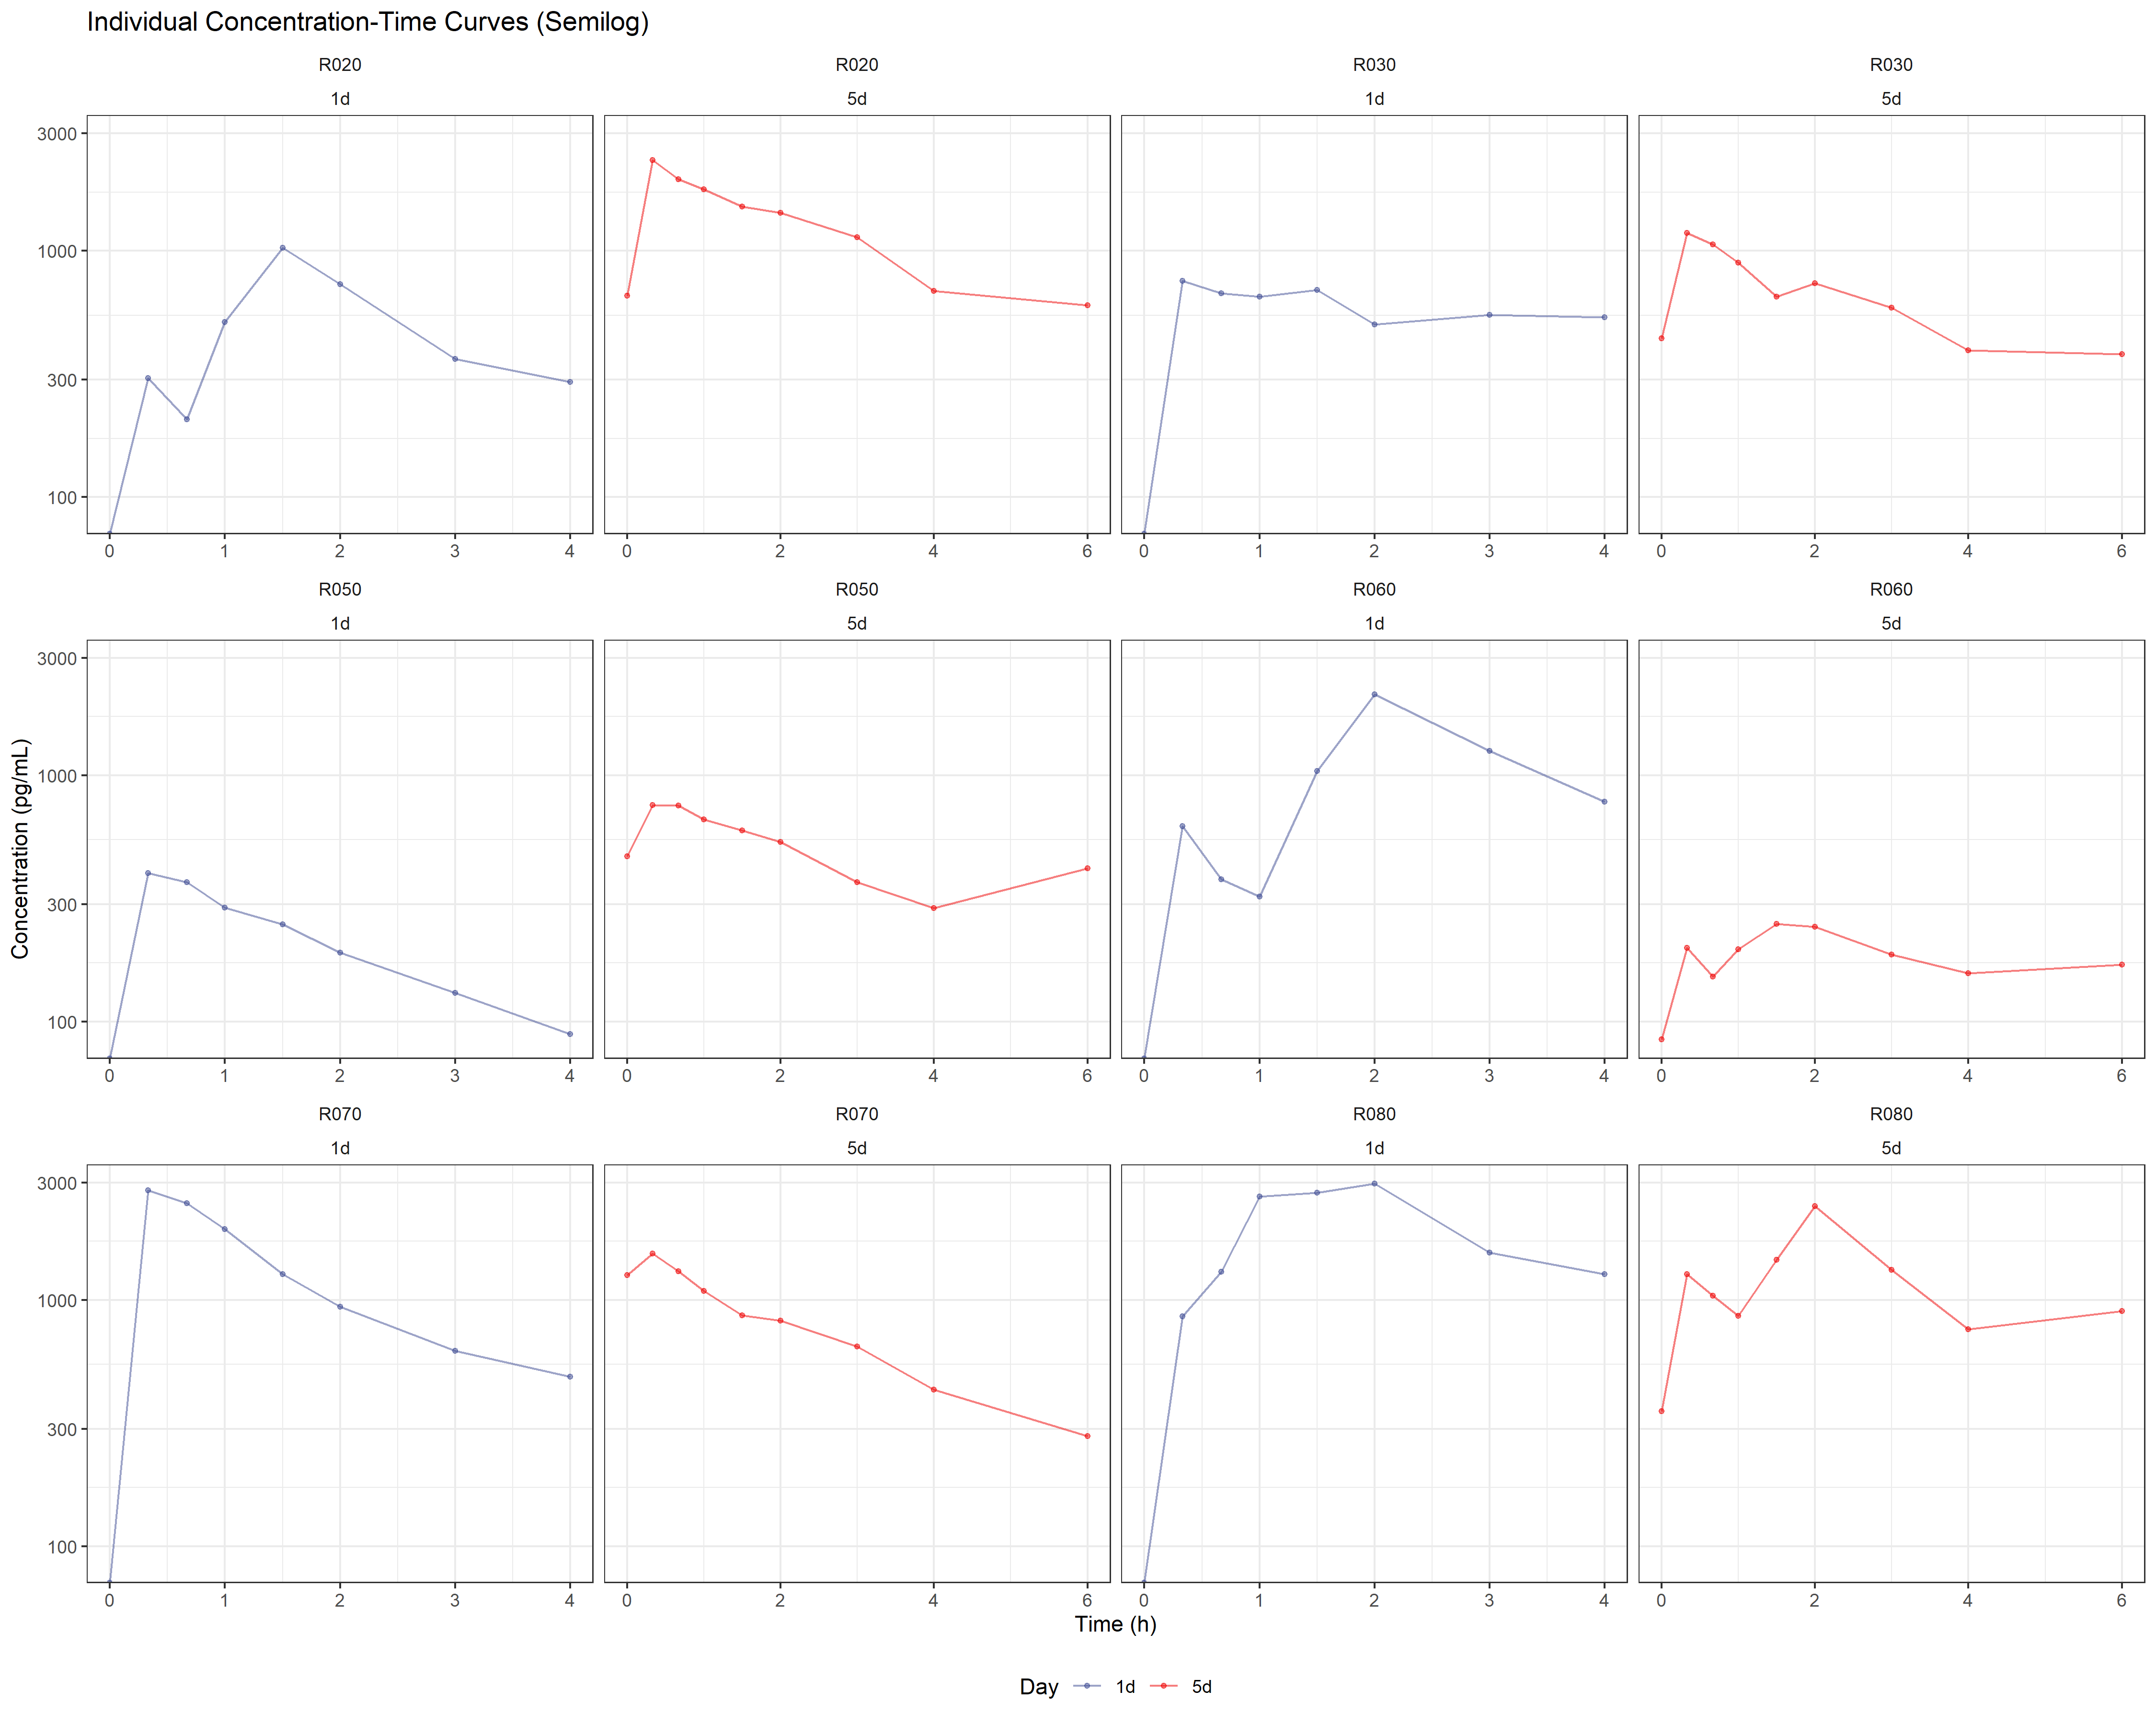 Individual Concentration-Time Curves (Semilog)
R020 R020 R030 R030
1d 5d 1d 5d
3000
1000
300
100
0 1 2 3 4 0 2 4 6 0 1 2 3 4 0 2 4 6
R050 R050 R060 R060
1d 5d 1d 5d
3000
1000
300
100
Concentration (pg/mL)
0 1 2 3 4 0 2 4 6 0 1 2 3 4 0 2 4 6
R070 R070 R080 R080
1d 5d 1d 5d
3000
1000
300
100
0 1 2 3 4 0 2 4 6 0 1 2 3 4 0 2 4 6
Time (h)
Day 1d 5d